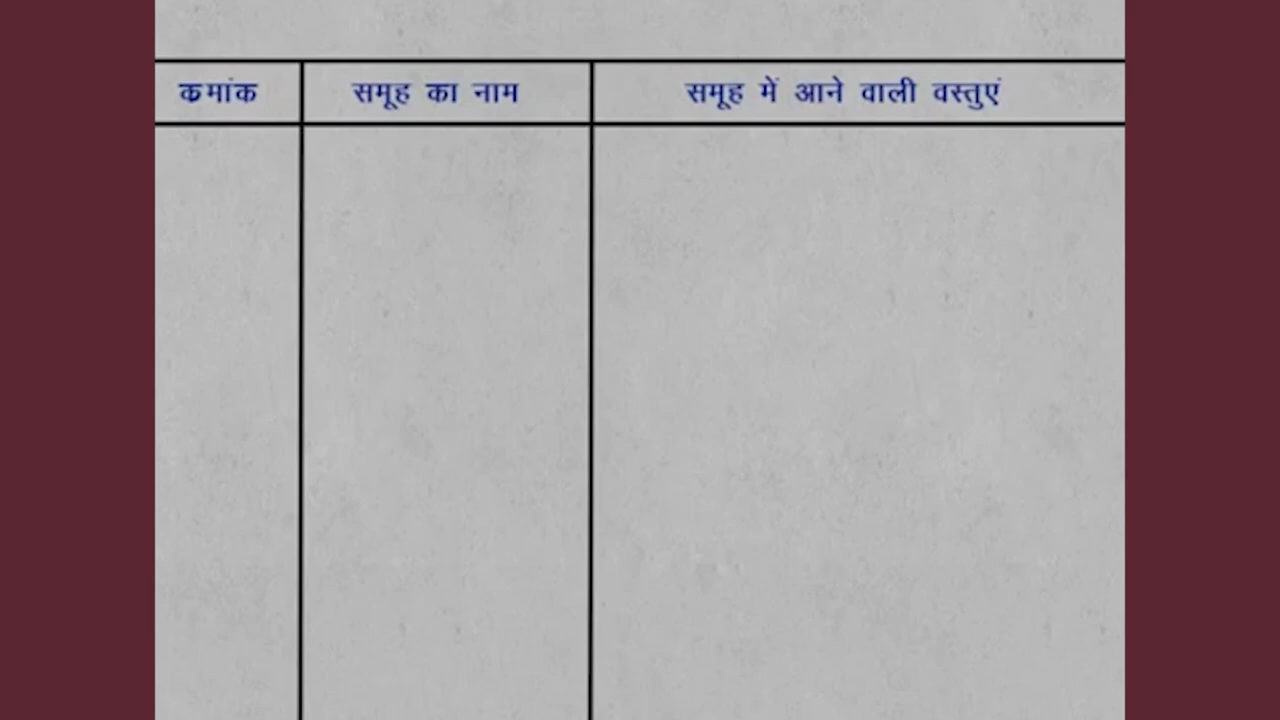 क्रमांक समूह का नाम समूह में आने वाली वस्तुएं